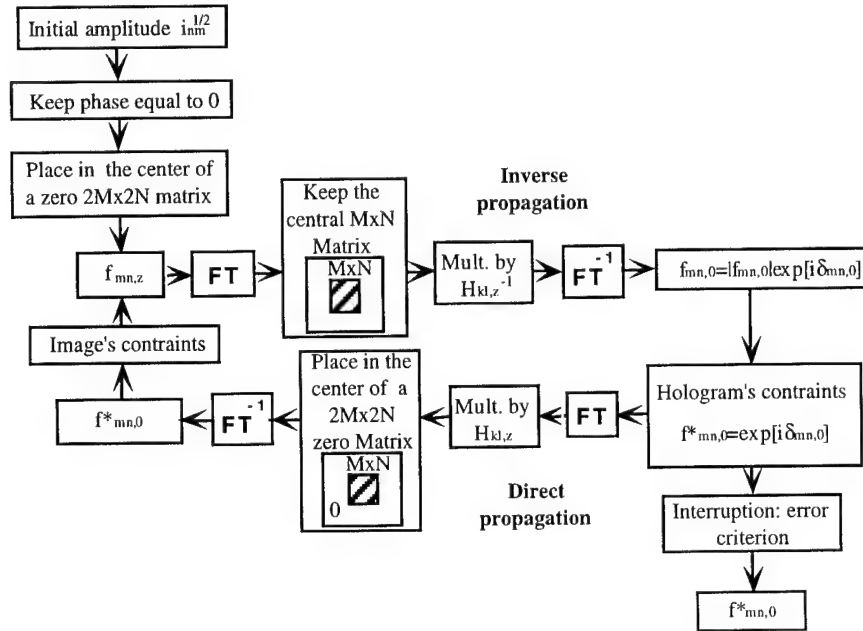 Initial amplitude i_nm^1/2
Keep phase equal to 0
Place in the center of
a zero 2Mx2N matrix
f_mn,z
FT
Keep the
central MxN
Matrix
MxN
Inverse
propagation
Mult. by
H_kl,z^-1
FT^-1
f_mn,0=|f_mn,0|exp[iδ_mn,0]
Hologram's contraints
f*_mn,0=exp[iδ_mn,0]
FT
Mult. by
H_kl,z
Direct
propagation
Place in the
center of a
2Mx2N
zero Matrix
MxN
0
FT^-1
f*_mn,0
Image's contraints
Interruption: error
criterion
f*_mn,0